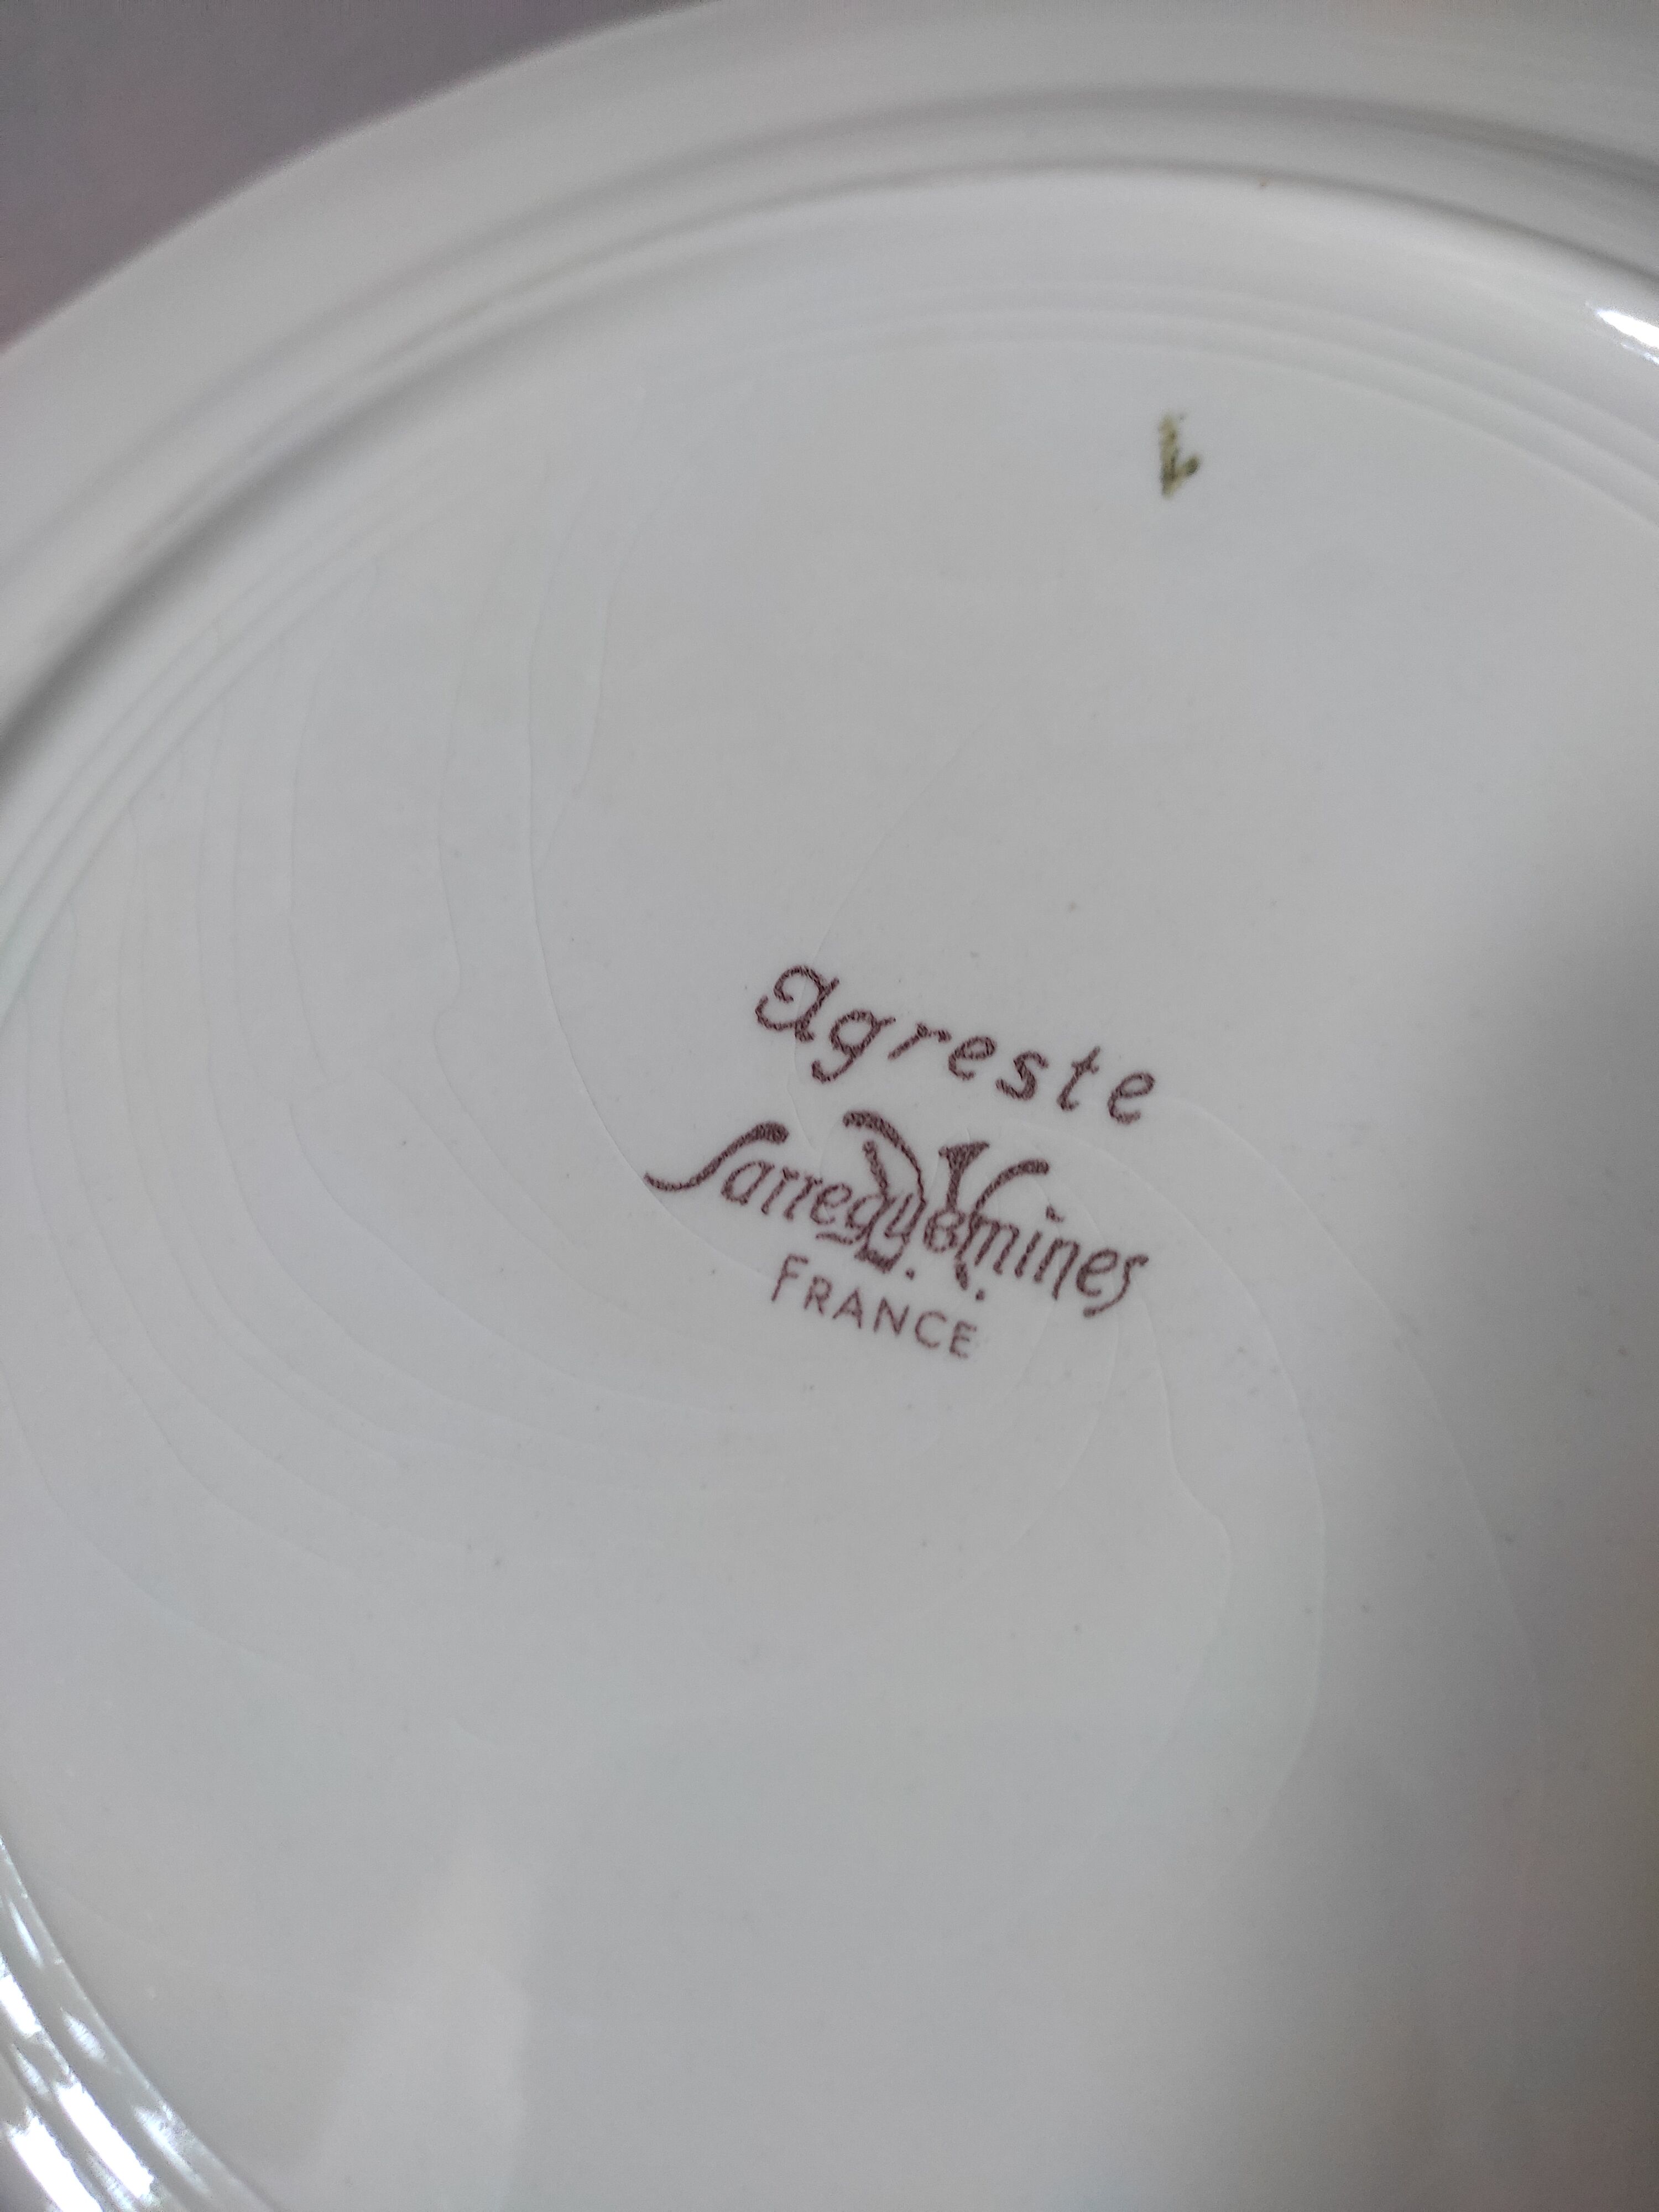 agreste
Sarreguemines
D. V.
FRANCE